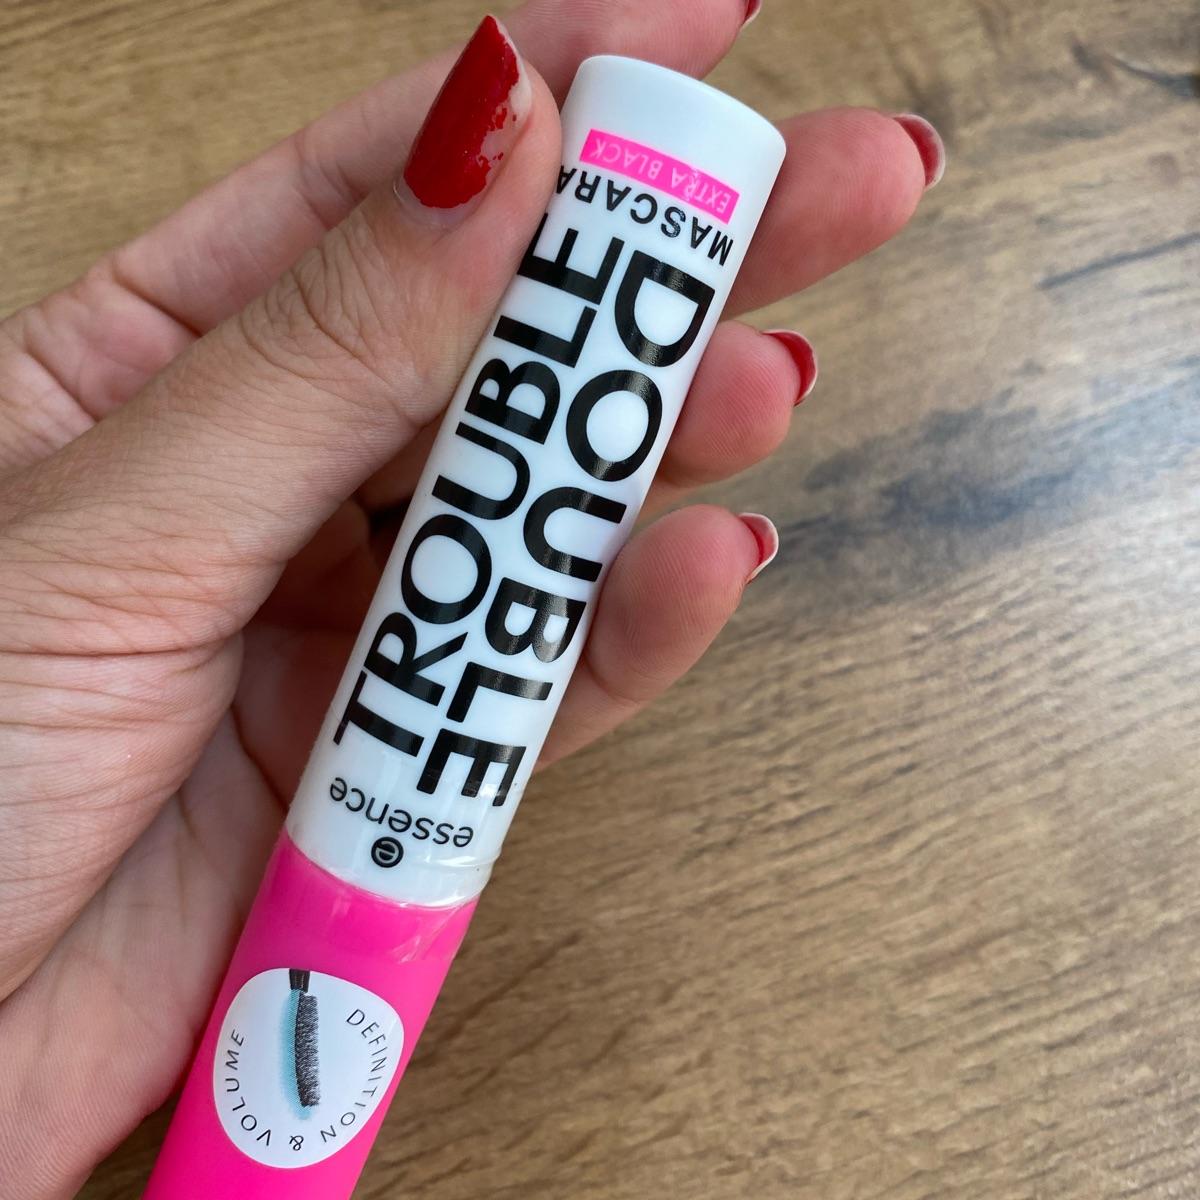 e
essence
DOUBLE
TROUBLE
MASCARA
EXTRA BLACK
DEFINITION & VOLUME